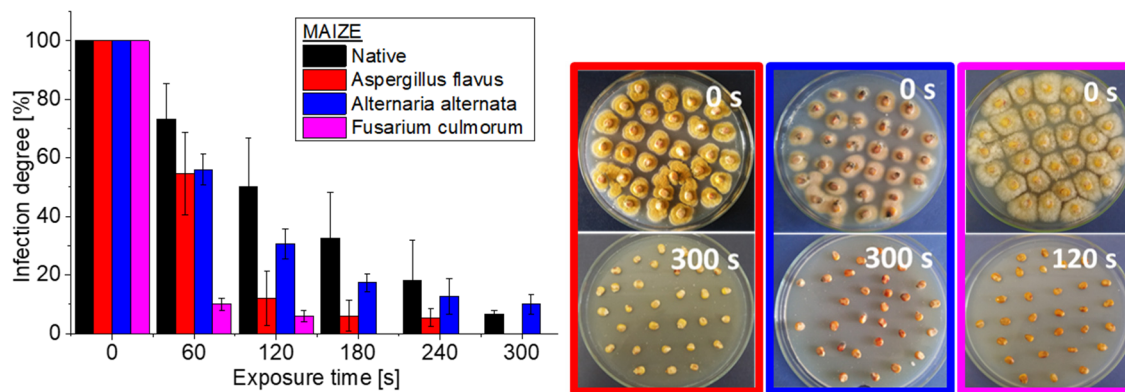 Infection degree [%]
100
80
60
40
20
0
0 60 120 180 240 300
Exposure time [s]
MAIZE
Native
Aspergillus flavus
Alternaria alternata
Fusarium culmorum
0 s
0 s
0 s
300 s
300 s
120 s